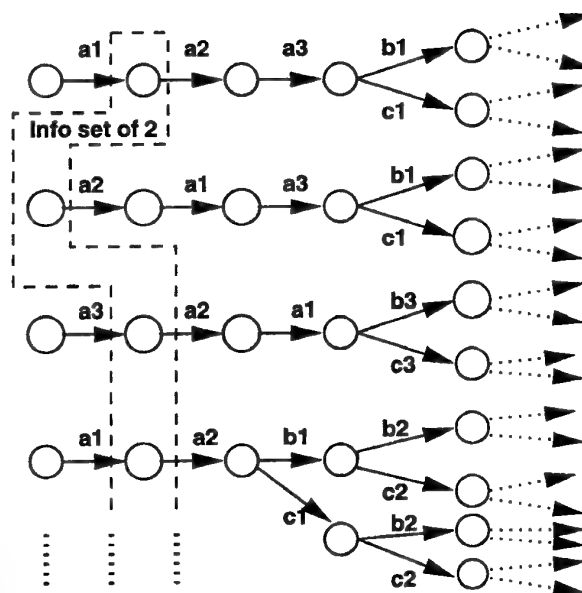 a1 a2 a3 b1
c1
Info set of 2
a2 a1 a3 b1
c1
a3 a2 a1 b3
c3
a1 a2 b1 b2
c2
c1 b2
c2